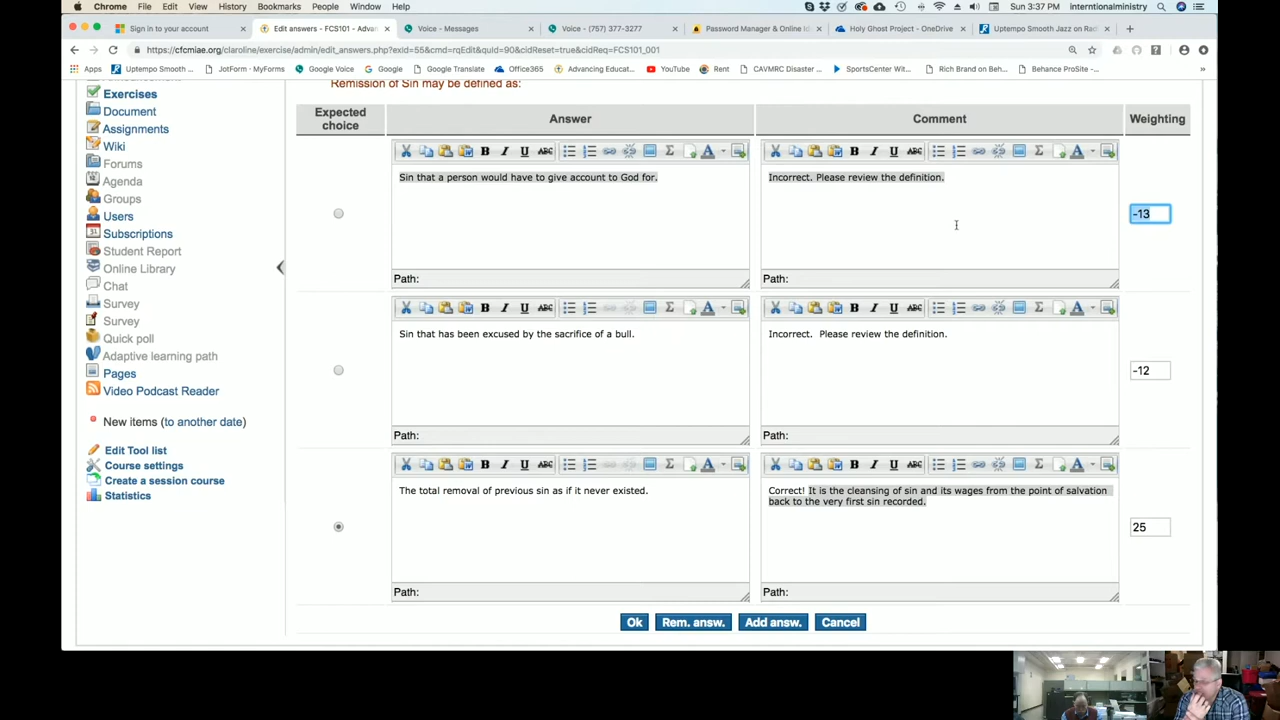 Chrome File Edit View History Bookmarks People Window Help Sun 3:37 PM interntionalministry
Sign in to your account Edit answers - FCS101 - Advan Voice - Messages Voice - (757) 377-3277 Password Manager & Online Id Holy Ghost Project - OneDrive Uptempo Smooth Jazz on Rad
https://cfcmiae.org/claroline/exercise/admin/edit_answers.php?exId=55&cmd=rqEdit&quId=90&cidReset=true&cidReq=FCS101_001
Apps Uptempo Smooth ... JotForm · MyForms Google Voice Google Google Translate Office365 Advancing Educat... YouTube Rent CAVMRC Disaster ... SportsCenter Wit... Rich Brand on Beh... Behance ProSite -... »
Remission of Sin may be defined as:
Exercises
Document
Assignments
Wiki
Forums
Agenda
Groups
Users
Subscriptions
Student Report
Online Library
Chat
Survey
Survey
Quick poll
Adaptive learning path
Pages
Video Podcast Reader
New items (to another date)
Edit Tool list
Course settings
Create a session course
Statistics
Expected choice Answer Comment Weighting
B I U ABC Σ A B I U ABC Σ A
Sin that a person would have to give account to God for. Incorrect. Please review the definition.
-13
Path: Path:
B I U ABC Σ A B I U ABC Σ A
Sin that has been excused by the sacrifice of a bull. Incorrect. Please review the definition.
-12
Path: Path:
B I U ABC Σ A B I U ABC Σ A
The total removal of previous sin as if it never existed. Correct! It is the cleansing of sin and its wages from the point of salvation
back to the very first sin recorded.
25
Path: Path:
Ok Rem. answ. Add answ. Cancel